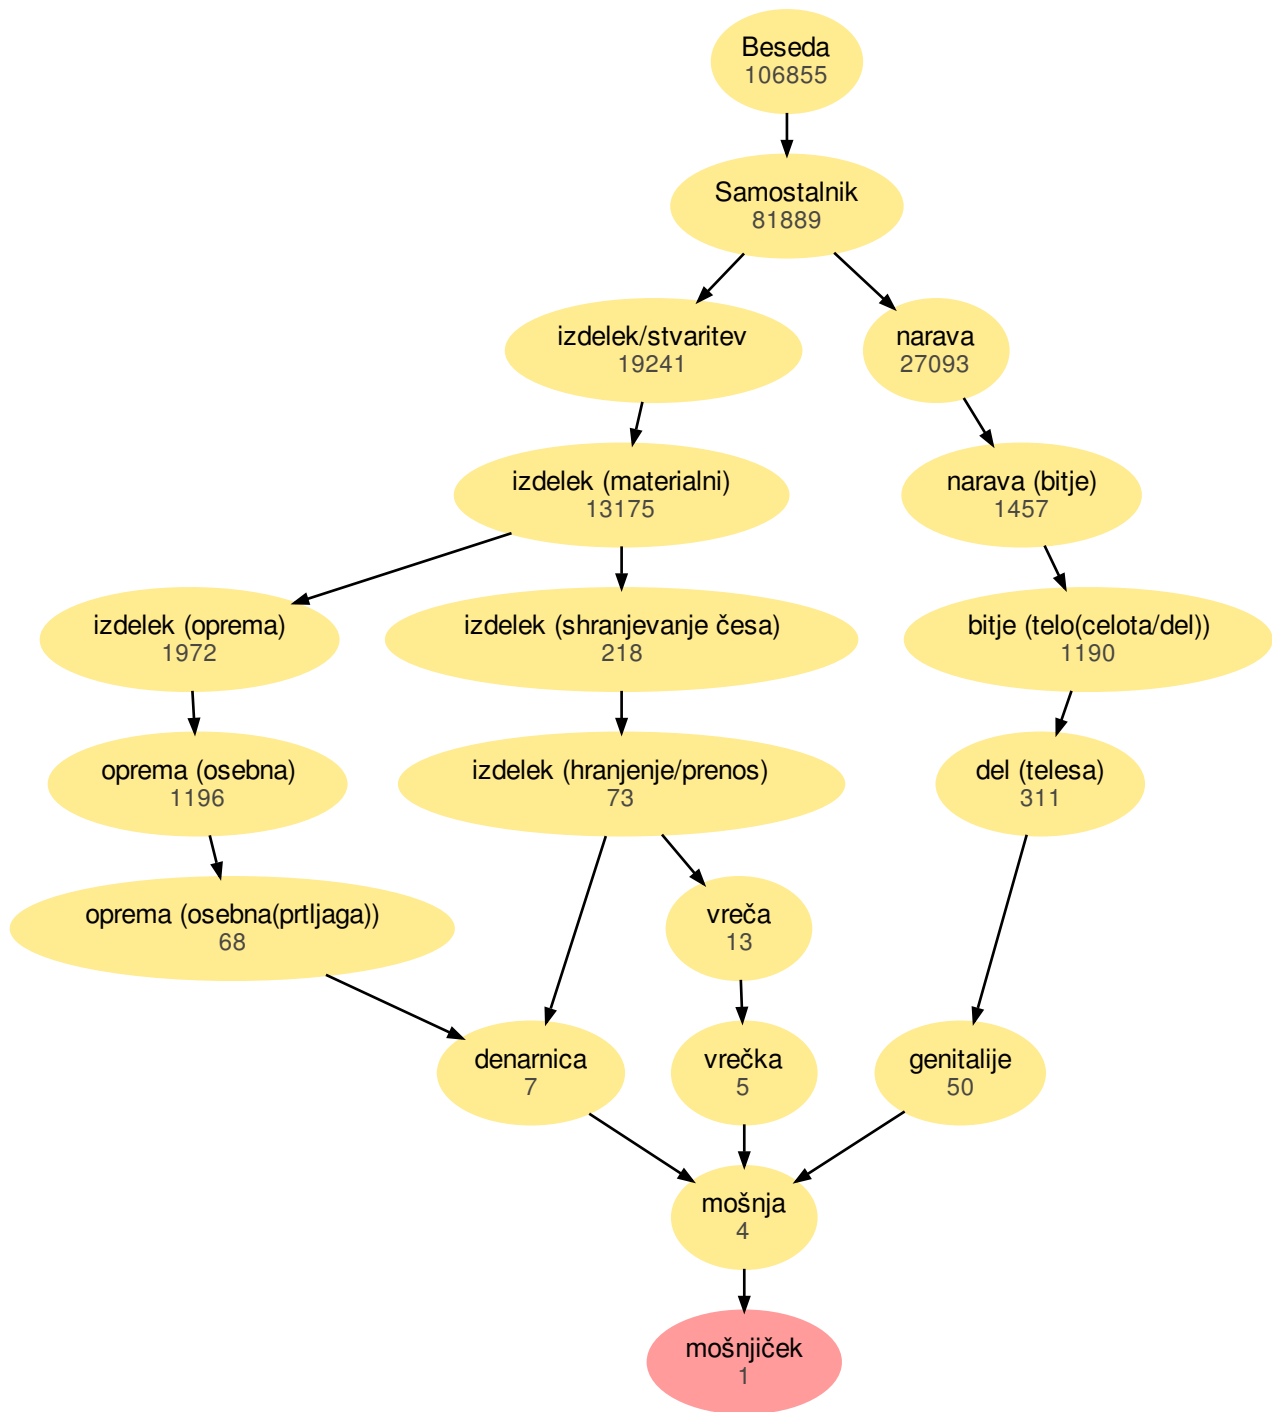 Beseda
106855
Samostalnik
81889
izdelek/stvaritev
19241
narava
27093
izdelek (materialni)
13175
narava (bitje)
1457
izdelek (oprema)
1972
izdelek (shranjevanje česa)
218
bitje (telo(celota/del))
1190
oprema (osebna)
1196
izdelek (hranjenje/prenos)
73
del (telesa)
311
oprema (osebna(prtljaga))
68
vreča
13
denarnica
7
vrečka
5
genitalije
50
mošnja
4
mošnjiček
1